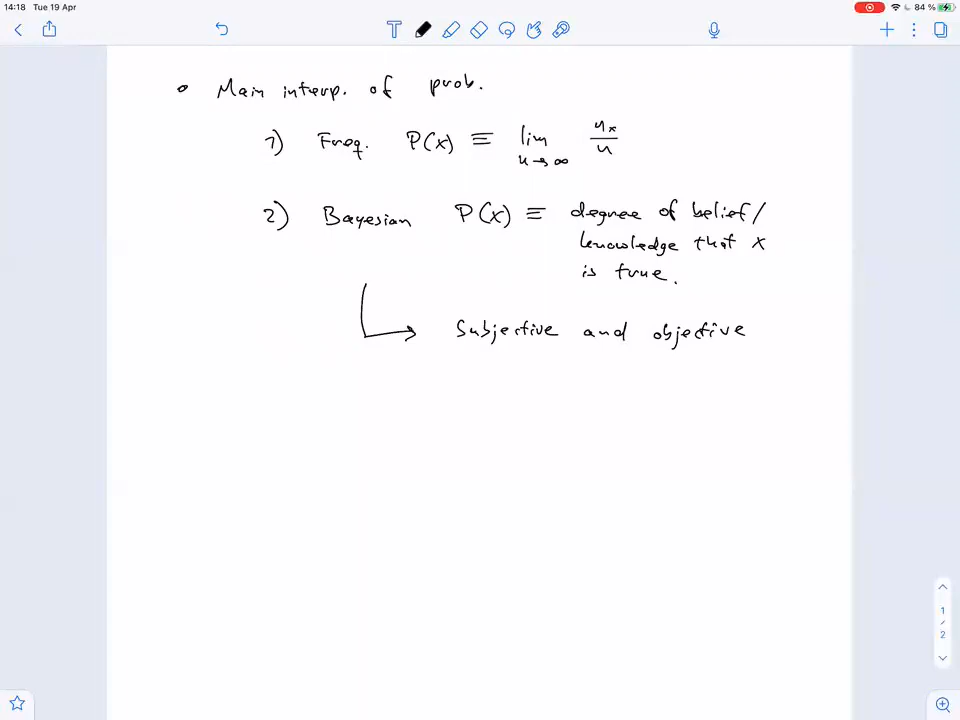 14:18 Tue 19 Apr
84 %
• Main interp. of prob.
1) Freq. P(x) ≡ lim n→∞ nx/n
2) Bayesian P(x) ≡ degree of belief/
knowledge that x
is true.
Subjective and objective
1
/
2